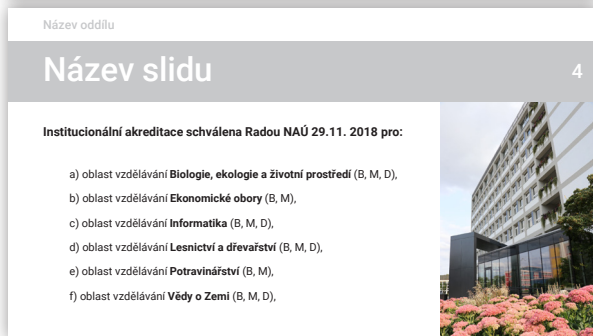 Název oddílu
Název slidu
4
Institucionální akreditace schválena Radou NAÚ 29.11. 2018 pro:
a) oblast vzdělávání Biologie, ekologie a životní prostředí (B, M, D),
b) oblast vzdělávání Ekonomické obory (B, M),
c) oblast vzdělávání Informatika (B, M, D),
d) oblast vzdělávání Lesnictví a dřevařství (B, M, D),
e) oblast vzdělávání Potravinářství (B, M),
f) oblast vzdělávání Vědy o Zemi (B, M, D),